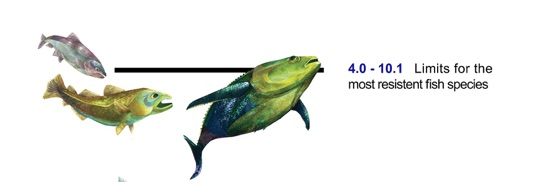 4.0 - 10.1 Limits for the
most resistent fish species